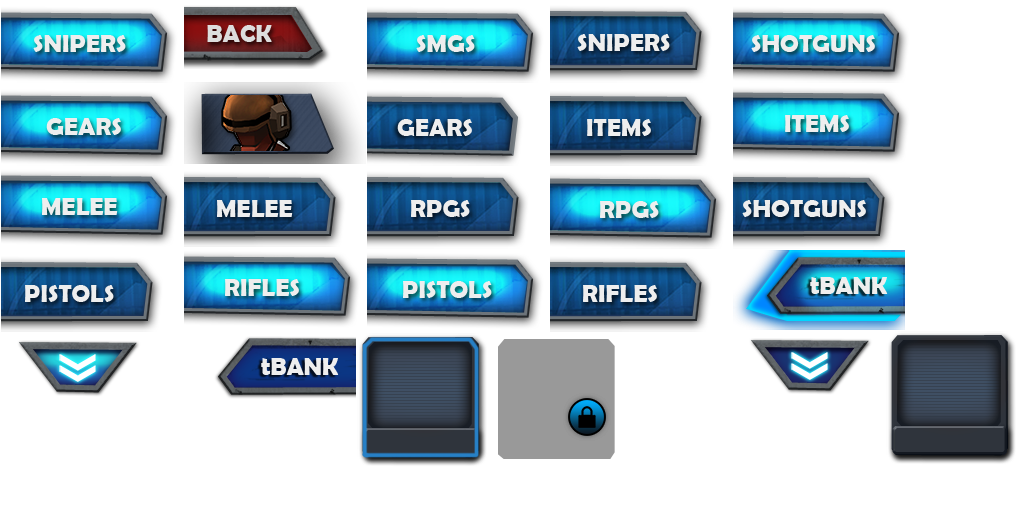 SNIPERS
BACK
SMGS
SNIPERS
SHOTGUNS
GEARS
GEARS
ITEMS
ITEMS
MELEE
MELEE
RPGS
RPGS
SHOTGUNS
PISTOLS
RIFLES
PISTOLS
RIFLES
tBANK
tBANK